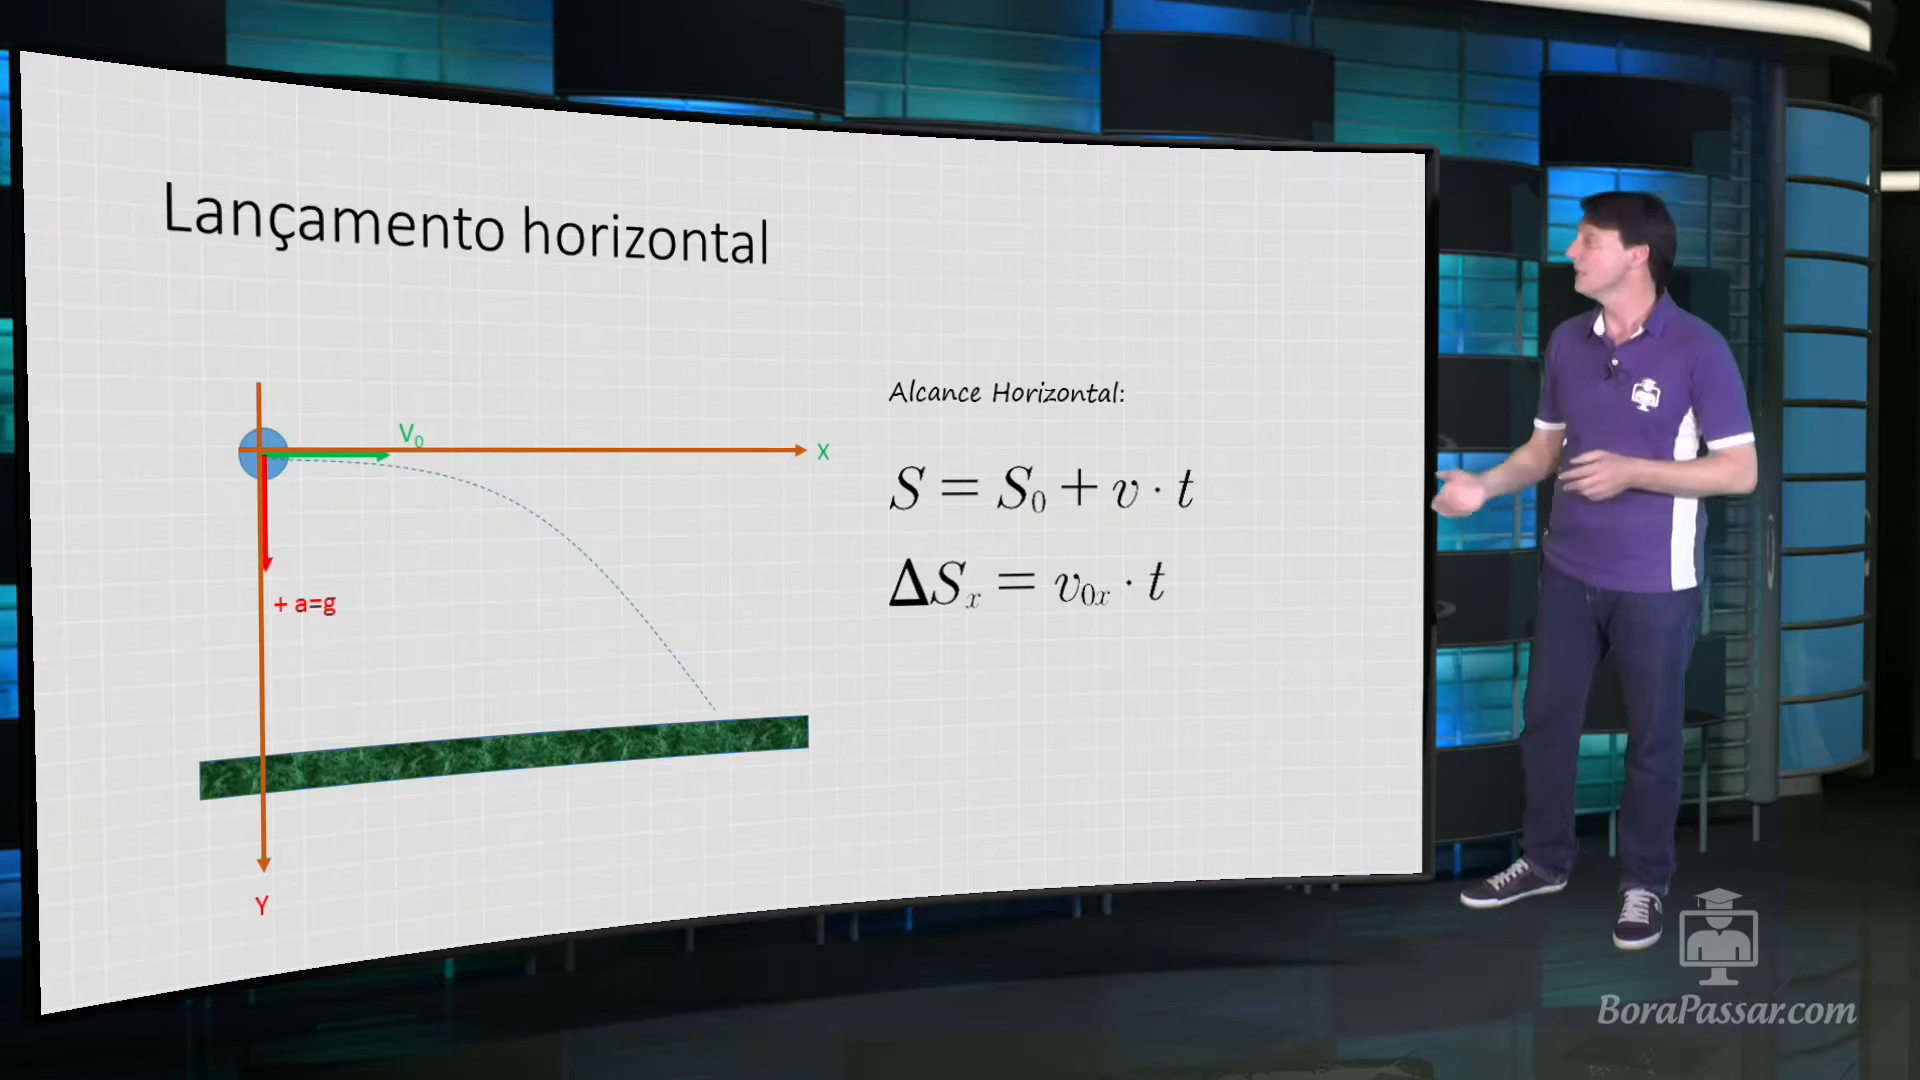 Lançamento horizontal
V₀
X
+ a=g
Y
Alcance Horizontal:
S = S₀ + v · t
ΔSₓ = v₀ₓ · t
BoraPassar.com